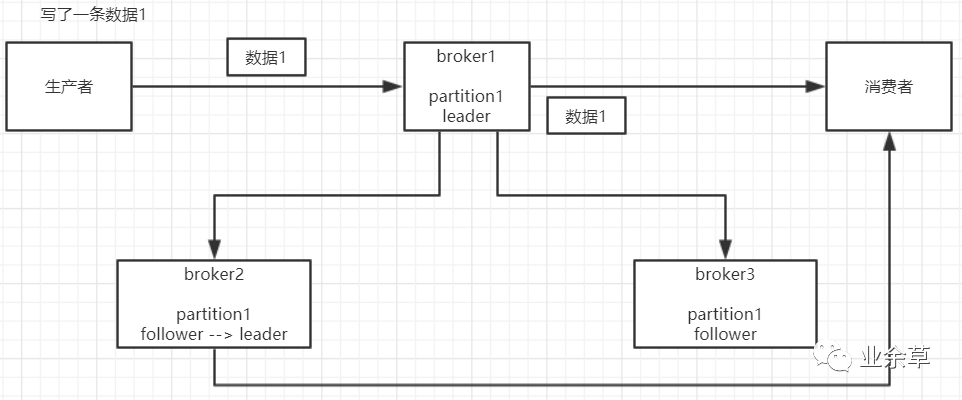 写了一条数据1
生产者
数据1
broker1
partition1
leader
数据1
消费者
broker2
partition1
follower --> leader
broker3
partition1
follower
业余草